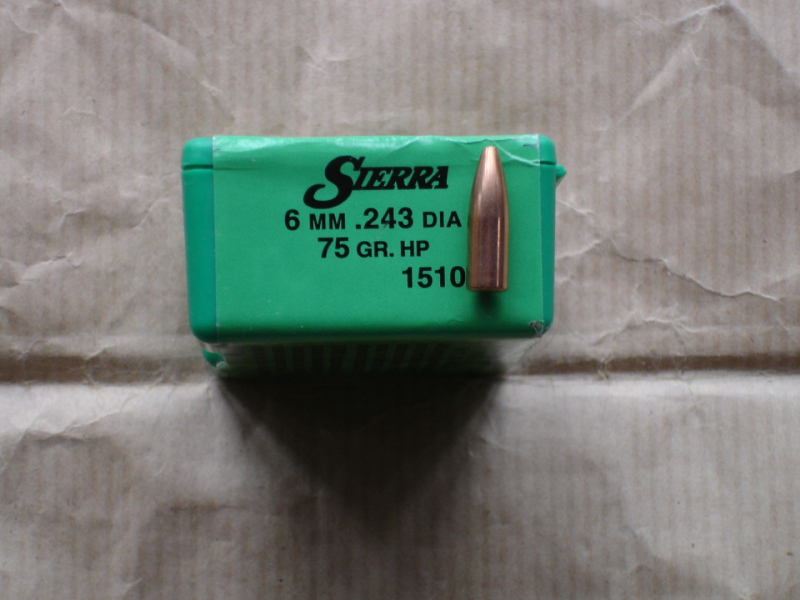 SIERRA
6 MM .243 DIA
75 GR. HP
1510